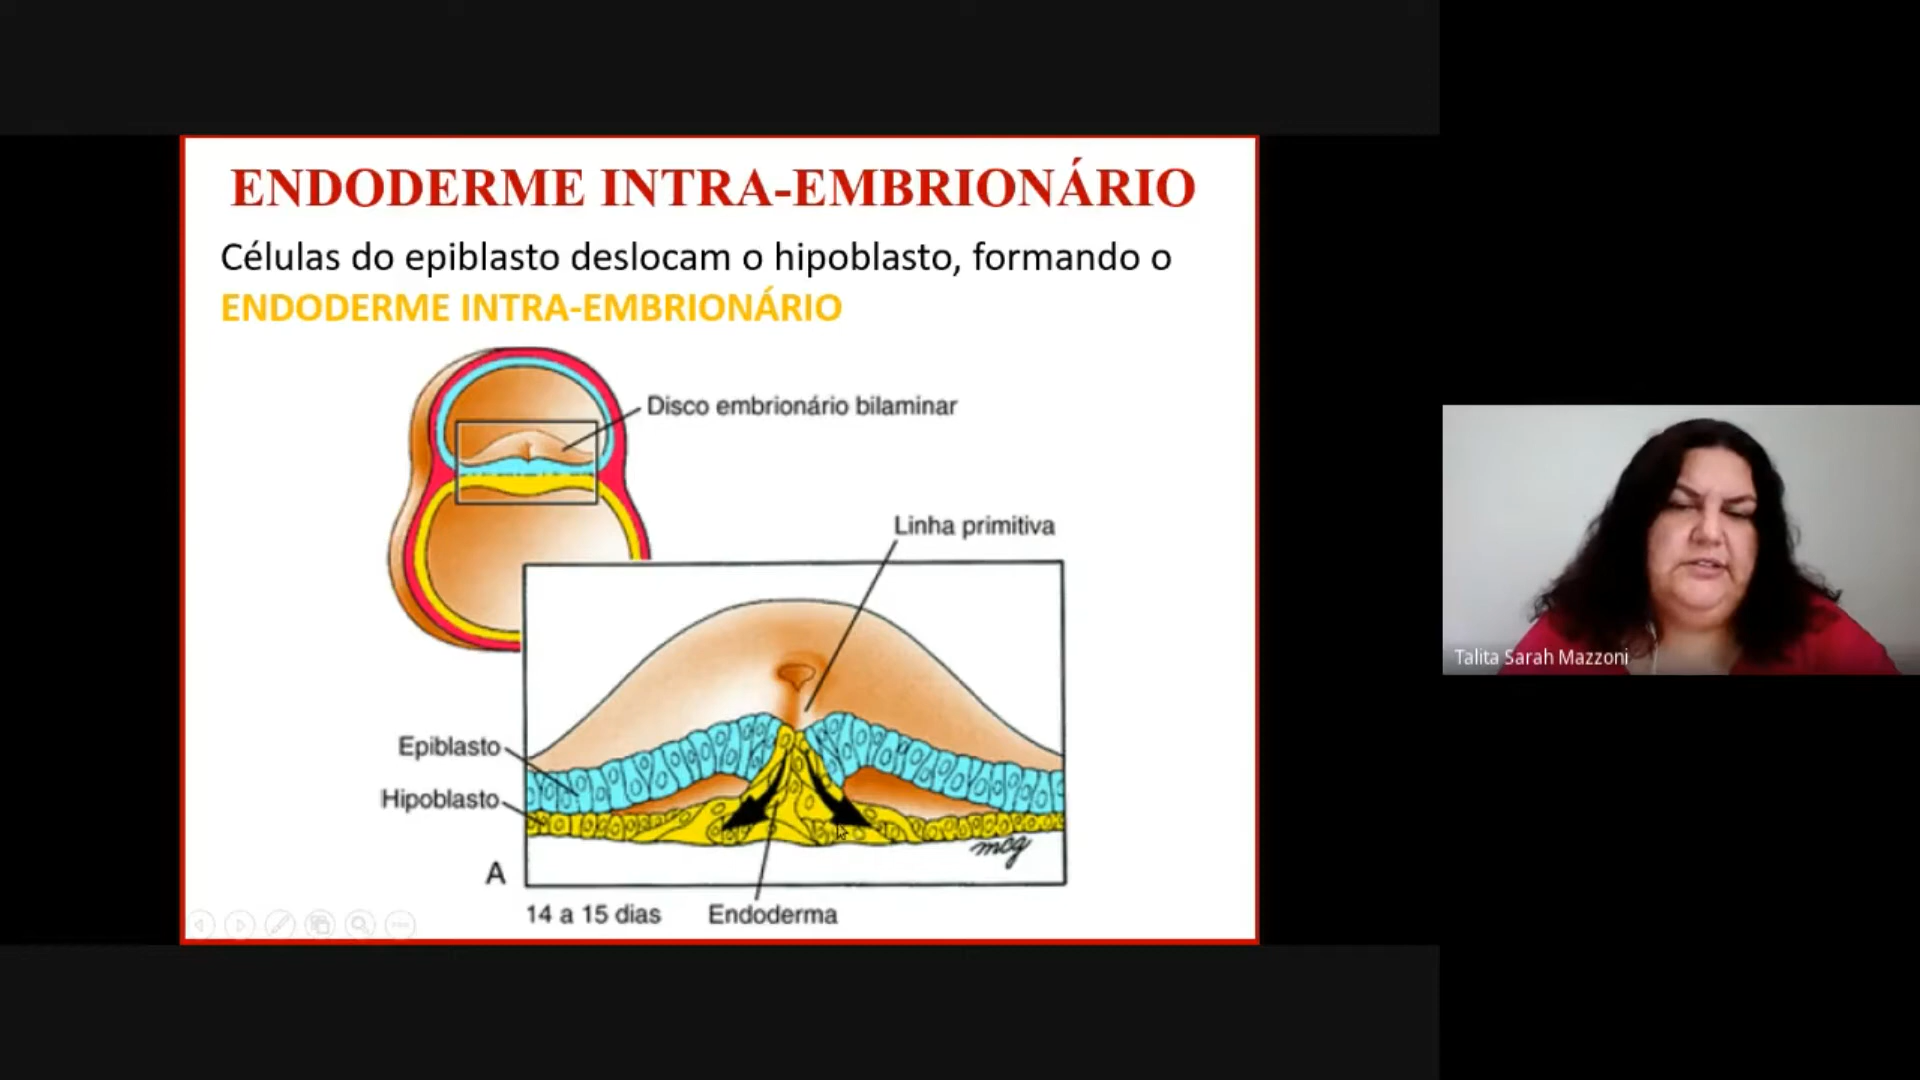 ENDODERME INTRA-EMBRIONÁRIO
Células do epiblasto deslocam o hipoblasto, formando o
ENDODERME INTRA-EMBRIONÁRIO
Disco embrionário bilaminar
Linha primitiva
Epiblasto
Hipoblasto
mcg
A
14 a 15 dias
Endoderma
Talita Sarah Mazzoni